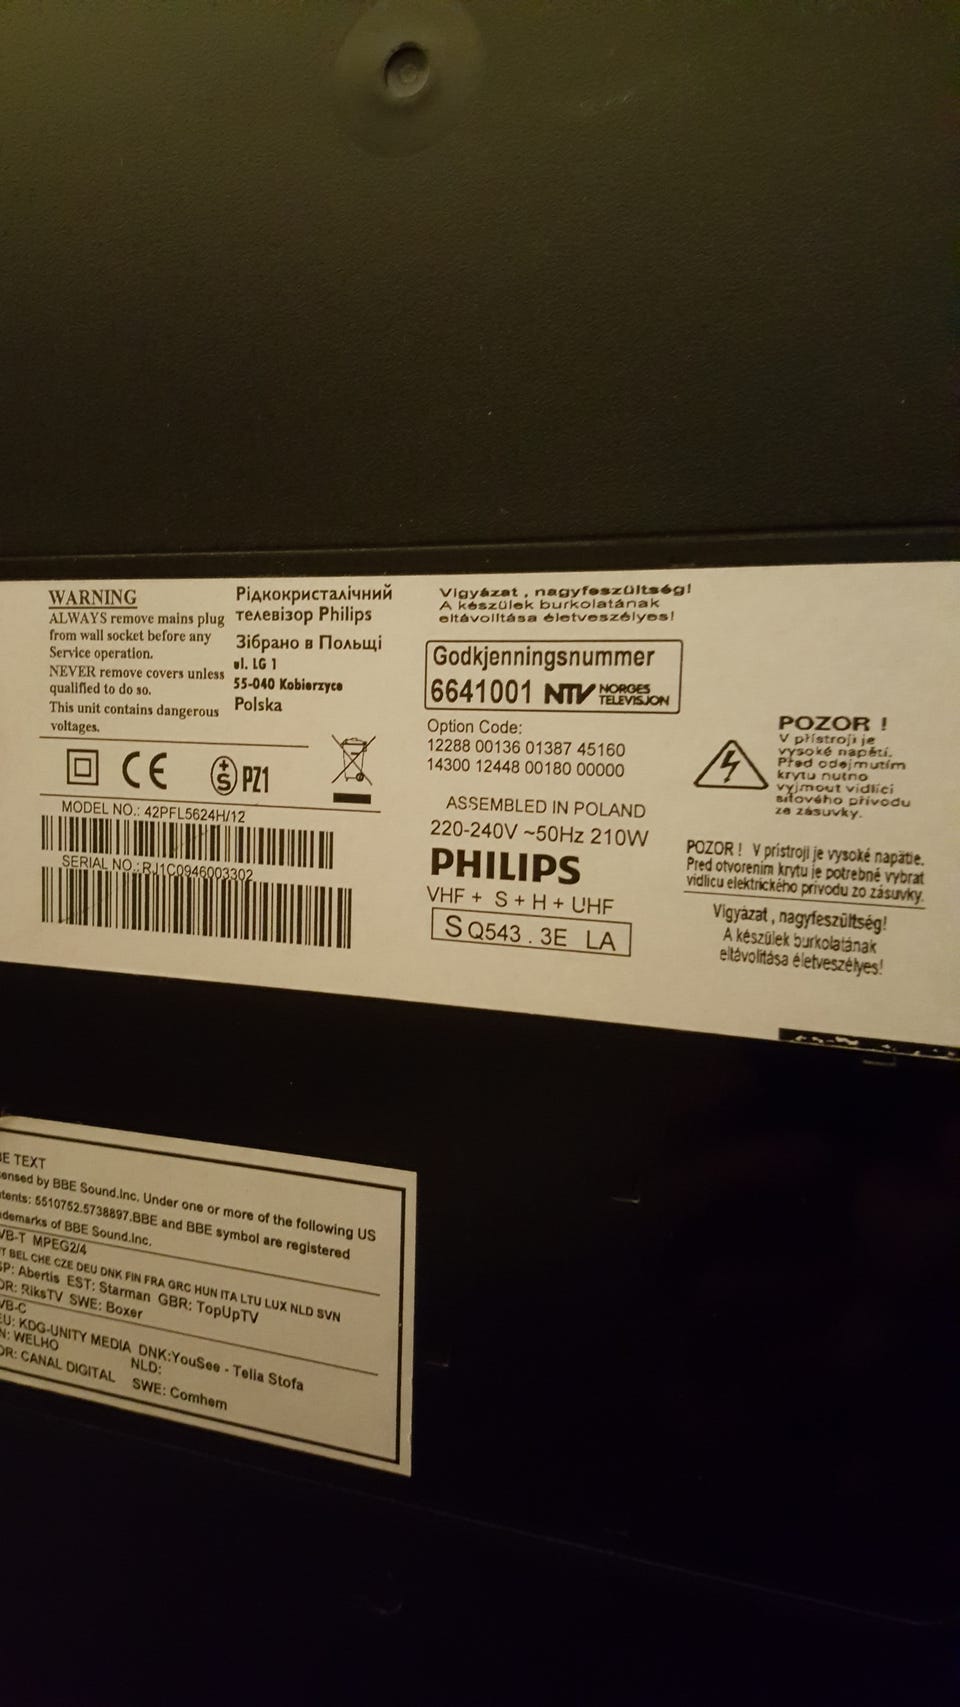 WARNING
ALWAYS remove mains plug
from wall socket before any
Service operation.
NEVER remove covers unless
qualified to do so.
This unit contains dangerous
voltages.
Рідкокристалічний
телевізор Philips
Зібрано в Польщі
ul. LG 1
55-040 Kobierzyce
Polska
PZ1
MODEL NO.: 42PFL5624H/12
SERIAL NO.: RJ1C0946003302
Vigyázat , nagyfeszültség!
A készülek burkolatának
eltávolítása életveszélyes!
Godkjenningsnummer
6641001 NTV NORGES TELEVISJON
Option Code:
12288 00136 01387 45160
14300 12448 00180 00000
ASSEMBLED IN POLAND
220-240V ~50Hz 210W
PHILIPS
VHF + S + H + UHF
S Q543 . 3E LA
POZOR !
V přístroji je
vysoké napětí.
Před odejmutím
krytu nutno
vyjmout vidlici
síťového přívodu
ze zásuvky.
POZOR ! V prístroji je vysoké napätie.
Pred otvorením krytu je potrebné vybrat
vidlicu elektrického prívodu zo zásuvky.
Vigyázat , nagyfeszültség!
A készülek burkolatának
eltávolítása életveszélyes!
E TEXT
ensed by BBE Sound.Inc. Under one or more of the following US
tents: 5510752.5738897.BBE and BBE symbol are registered
demarks of BBE Sound.Inc.
VB-T MPEG2/4
T BEL CHE CZE DEU DNK FIN FRA GRC HUN ITA LTU LUX NLD SVN
SP: Abertis EST: Starman GBR: TopUpTV
OR: RiksTV SWE: Boxer
VB-C
EU: KDG-UNITY MEDIA DNK:YouSee - Telia Stofa
N: WELHO NLD:
OR: CANAL DIGITAL SWE: Comhem